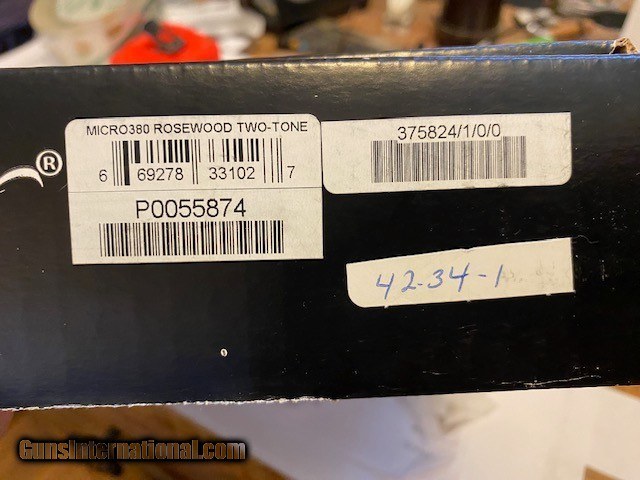 ®
MICRO380 ROSEWOOD TWO-TONE
6 69278 33102 7
P0055874
375824/1/0/0
42-34-1
GunsInternational.com